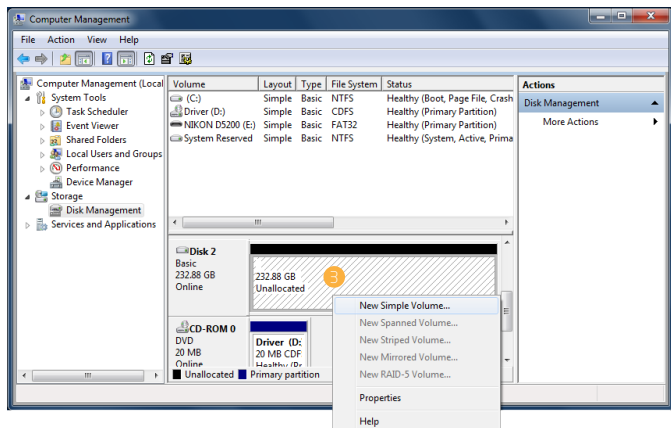 Computer Management
File Action View Help
Computer Management (Local
System Tools
Task Scheduler
Event Viewer
Shared Folders
Local Users and Groups
Performance
Device Manager
Storage
Disk Management
Services and Applications
Volume Layout Type File System Status
(C:) Simple Basic NTFS Healthy (Boot, Page File, Crash
Driver (D:) Simple Basic CDFS Healthy (Primary Partition)
NIKON D5200 (E:) Simple Basic FAT32 Healthy (Primary Partition)
System Reserved Simple Basic NTFS Healthy (System, Active, Prima
Disk 2
Basic
232.88 GB
Online
232.88 GB
Unallocated
3
CD-ROM 0
DVD
20 MB
Online
Driver (D:
20 MB CDF
Healthy (Pr
Unallocated Primary partition
New Simple Volume...
New Spanned Volume...
New Striped Volume...
New Mirrored Volume...
New RAID-5 Volume...
Properties
Help
Actions
Disk Management
More Actions